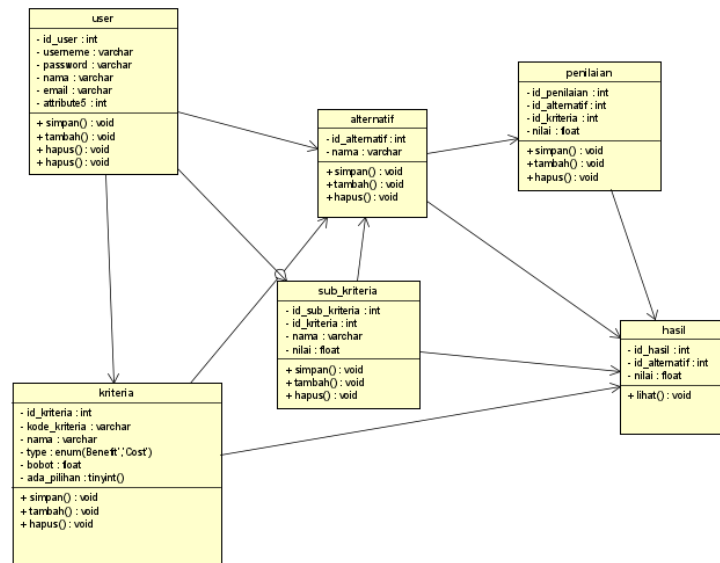 user
- id_user : int
- usememe : varchar
- password : varchar
- nama : varchar
- email : varchar
- attribute5 : int
+ simpan() : void
+ tambah() : void
+ hapus() : void
+ hapus() : void
alternatif
- id_alternatif : int
- nama : varchar
+ simpan() : void
+ tambah() : void
+ hapus() : void
penilaian
- id_penilaian : int
- id_alternatif : int
- id_kriteria : int
- nilai : float
+ simpan() : void
+ tambah() : void
+ hapus() : void
sub_kriteria
- id_sub_kriteria : int
- id_kriteria : int
- nama : varchar
- nilai : float
+ simpan() : void
+ tambah() : void
+ hapus() : void
hasil
- id_hasil : int
- id_alternatif : int
- nilai : float
+ lihat() : void
kriteria
- id_kriteria : int
- kode_kriteria : varchar
- nama : varchar
- type : enum(Benefit','Cost')
- bobot : float
- ada_pilihan : tinyint()
+ simpan() : void
+ tambah() : void
+ hapus() : void